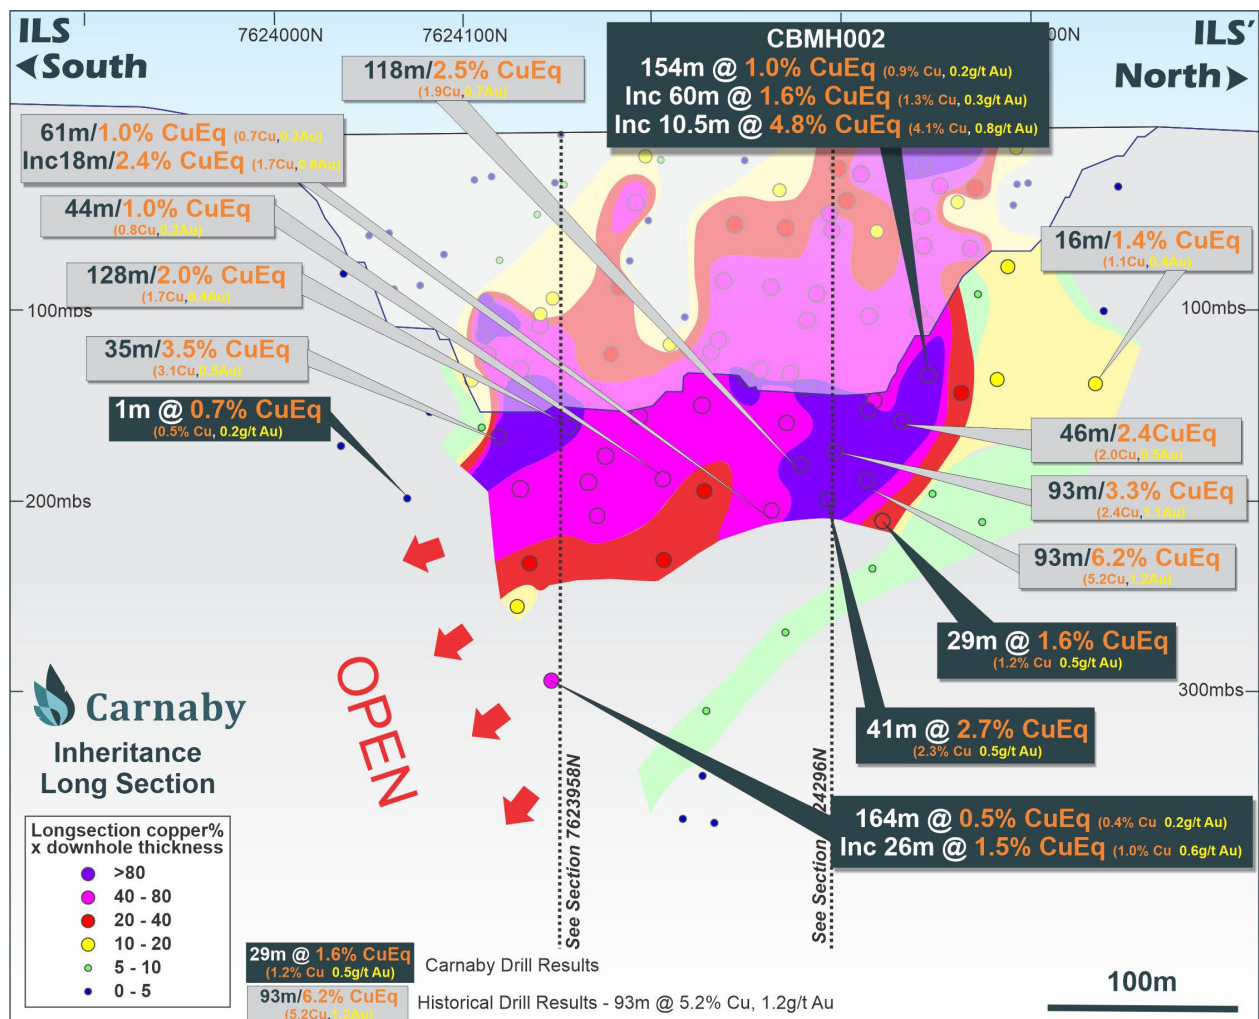 ILS
South
7624000N
7624100N
00N
ILS'
North
CBMH002
154m @ 1.0% CuEq (0.9% Cu, 0.2g/t Au)
Inc 60m @ 1.6% CuEq (1.3% Cu, 0.3g/t Au)
Inc 10.5m @ 4.8% CuEq (4.1% Cu, 0.8g/t Au)
118m/2.5% CuEq
(1.9Cu,0.7Au)
61m/1.0% CuEq (0.7Cu,0.3Au)
Inc18m/2.4% CuEq (1.7Cu,0.8Au)
44m/1.0% CuEq
(0.8Cu,0.2Au)
128m/2.0% CuEq
(1.7Cu,0.4Au)
35m/3.5% CuEq
(3.1Cu,0.5Au)
1m @ 0.7% CuEq
(0.5% Cu, 0.2g/t Au)
16m/1.4% CuEq
(1.1Cu,0.4Au)
100mbs
100mbs
46m/2.4CuEq
(2.0Cu,0.5Au)
93m/3.3% CuEq
(2.4Cu,1.1Au)
93m/6.2% CuEq
(5.2Cu,1.2Au)
200mbs
29m @ 1.6% CuEq
(1.2% Cu 0.5g/t Au)
300mbs
41m @ 2.7% CuEq
(2.3% Cu 0.5g/t Au)
164m @ 0.5% CuEq (0.4% Cu 0.2g/t Au)
Inc 26m @ 1.5% CuEq (1.0% Cu 0.6g/t Au)
OPEN
Carnaby
Inheritance
Long Section
Longsection copper%
x downhole thickness
>80
40 - 80
20 - 40
10 - 20
5 - 10
0 - 5
See Section 7623958N
See Section 24296N
29m @ 1.6% CuEq
(1.2% Cu 0.5g/t Au)
Carnaby Drill Results
93m/6.2% CuEq
(5.2Cu,1.2Au)
Historical Drill Results - 93m @ 5.2% Cu, 1.2g/t Au
100m